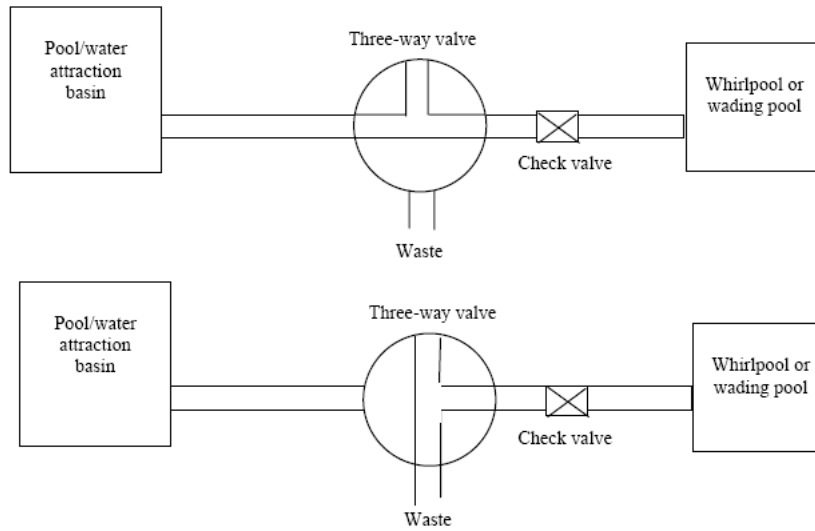 Three-way valve
Pool/water
attraction
basin
Whirlpool or
wading pool
Check valve
Waste
Three-way valve
Pool/water
attraction
basin
Whirlpool or
wading pool
Check valve
Waste